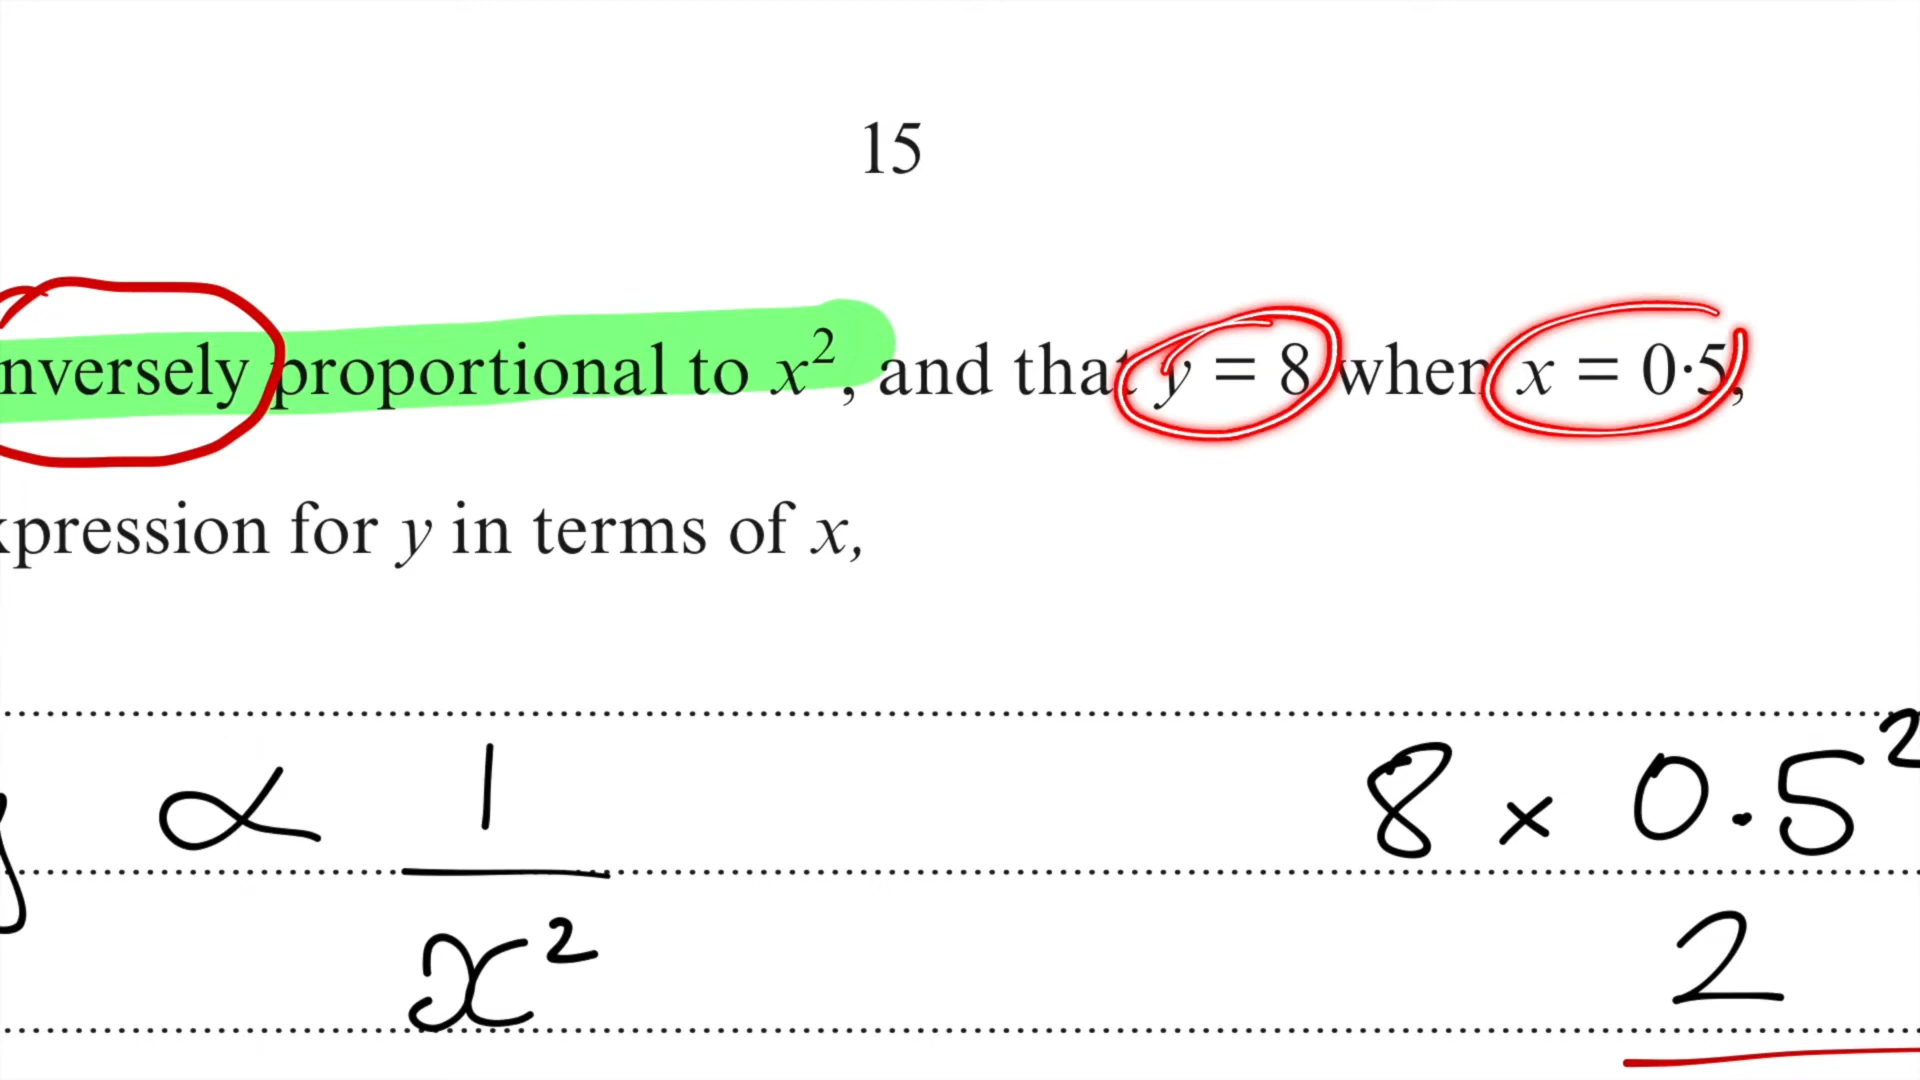 15
nversely proportional to x², and that y = 8 when x = 0·5,
xpression for y in terms of x,
y ∝ 1 8 × 0.5²
x² 2